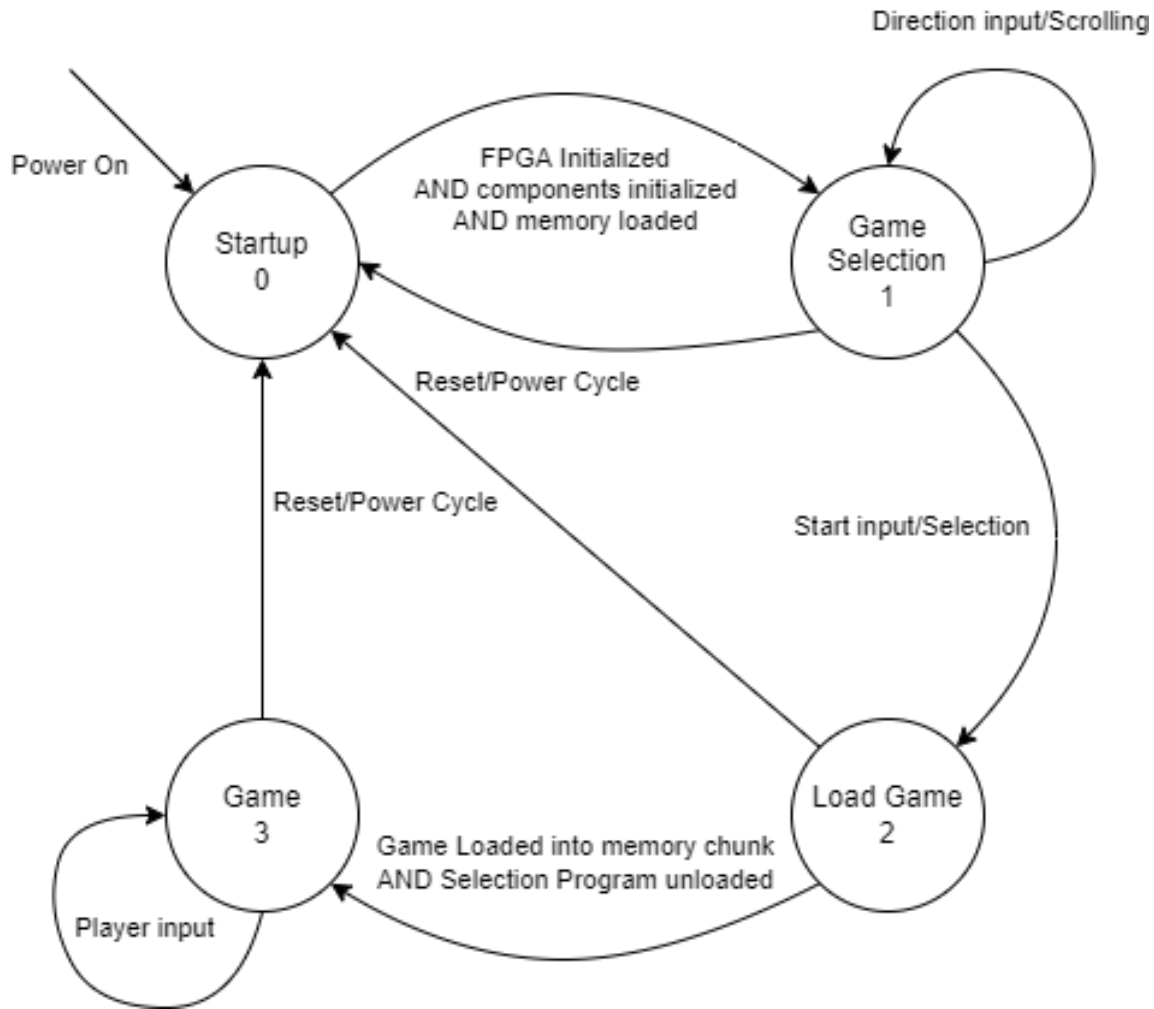 Direction input/Scrolling
Power On
FPGA Initialized
AND components initialized
AND memory loaded
Startup
0
Game
Selection
1
Reset/Power Cycle
Reset/Power Cycle
Start input/Selection
Game
3
Load Game
2
Game Loaded into memory chunk
AND Selection Program unloaded
Player input